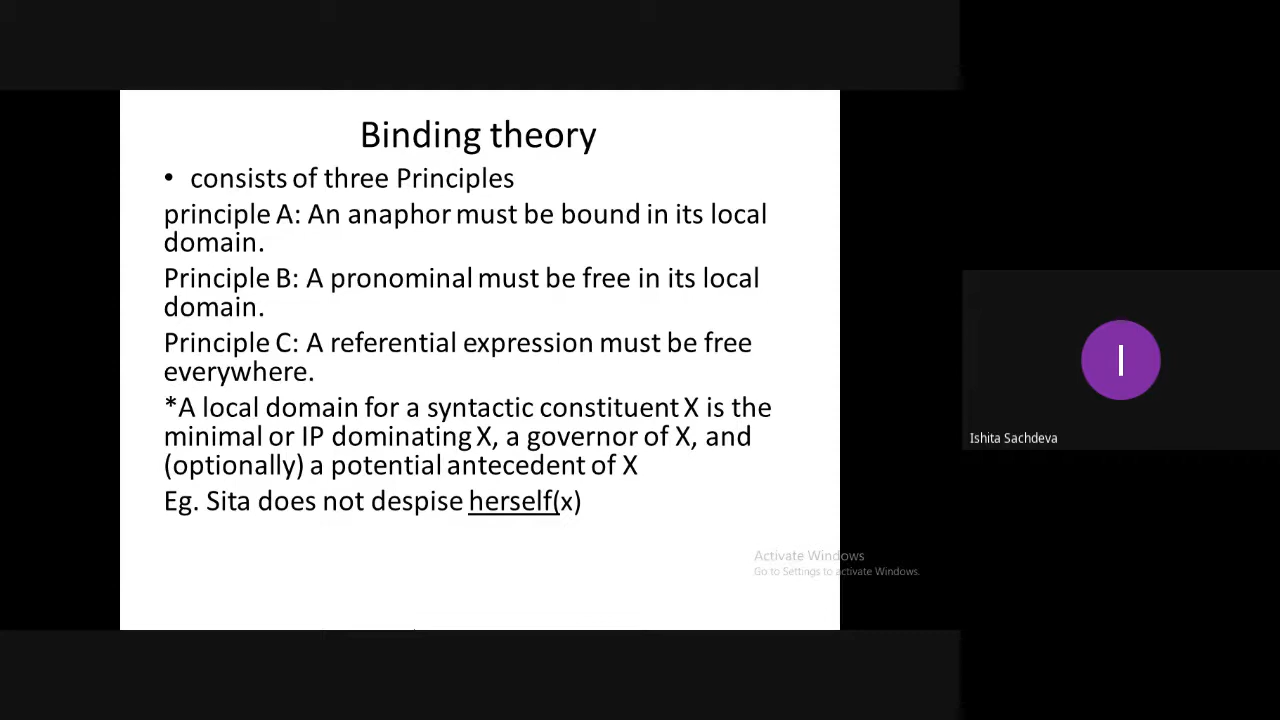 Binding theory
• consists of three Principles
principle A: An anaphor must be bound in its local
domain.
Principle B: A pronominal must be free in its local
domain.
Principle C: A referential expression must be free
everywhere.
*A local domain for a syntactic constituent X is the
minimal or IP dominating X, a governor of X, and
(optionally) a potential antecedent of X
Eg. Sita does not despise herself(x)
Activate Windows
Go to Settings to activate Windows.
I
Ishita Sachdeva